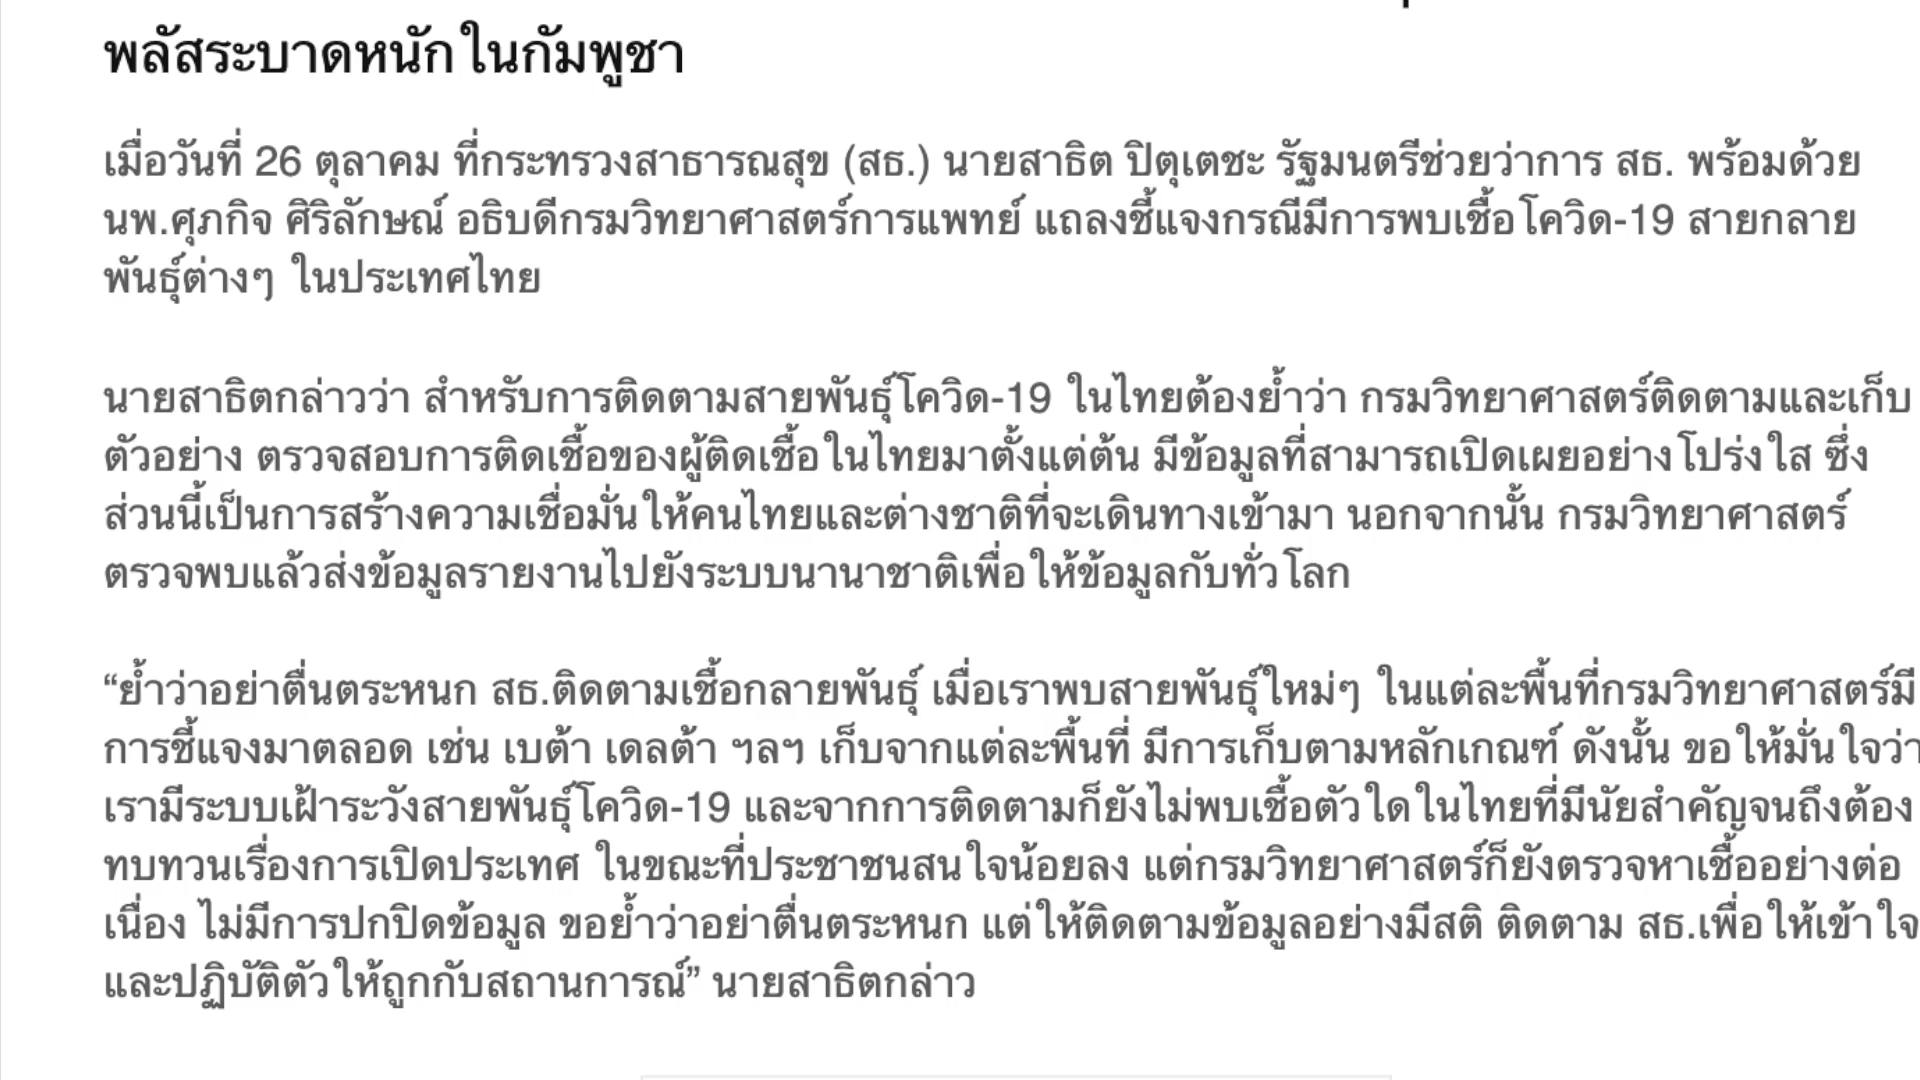 พลัสระบาดหนักในกัมพูชา
เมื่อวันที่ 26 ตุลาคม ที่กระทรวงสาธารณสุข (สธ.) นายสาธิต ปิตุเตชะ รัฐมนตรีช่วยว่าการ สธ. พร้อมด้วย
นพ.ศุภกิจ ศิริลักษณ์ อธิบดีกรมวิทยาศาสตร์การแพทย์ แถลงชี้แจงกรณีมีการพบเชื้อโควิด-19 สายกลาย
พันธุ์ต่างๆ ในประเทศไทย
นายสาธิตกล่าวว่า สำหรับการติดตามสายพันธุ์โควิด-19 ในไทยต้องย้ำว่า กรมวิทยาศาสตร์ติดตามและเก็บ
ตัวอย่าง ตรวจสอบการติดเชื้อของผู้ติดเชื้อในไทยมาตั้งแต่ต้น มีข้อมูลที่สามารถเปิดเผยอย่างโปร่งใส ซึ่ง
ส่วนนี้เป็นการสร้างความเชื่อมั่นให้คนไทยและต่างชาติที่จะเดินทางเข้ามา นอกจากนั้น กรมวิทยาศาสตร์
ตรวจพบแล้วส่งข้อมูลรายงานไปยังระบบนานาชาติเพื่อให้ข้อมูลกับทั่วโลก
“ย้ำว่าอย่าตื่นตระหนก สธ.ติดตามเชื้อกลายพันธุ์ เมื่อเราพบสายพันธุ์ใหม่ๆ ในแต่ละพื้นที่กรมวิทยาศาสตร์มี
การชี้แจงมาตลอด เช่น เบต้า เดลต้า ฯลฯ เก็บจากแต่ละพื้นที่ มีการเก็บตามหลักเกณฑ์ ดังนั้น ขอให้มั่นใจว่า
เรามีระบบเฝ้าระวังสายพันธุ์โควิด-19 และจากการติดตามก็ยังไม่พบเชื้อตัวใดในไทยที่มีนัยสำคัญจนถึงต้อง
ทบทวนเรื่องการเปิดประเทศ ในขณะที่ประชาชนสนใจน้อยลง แต่กรมวิทยาศาสตร์ก็ยังตรวจหาเชื้ออย่างต่อ
เนื่อง ไม่มีการปกปิดข้อมูล ขอย้ำว่าอย่าตื่นตระหนก แต่ให้ติดตามข้อมูลอย่างมีสติ ติดตาม สธ.เพื่อให้เข้าใจ
และปฏิบัติตัวให้ถูกกับสถานการณ์” นายสาธิตกล่าว